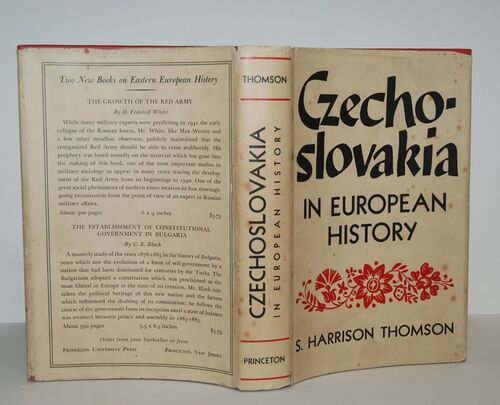 Two New Books on Eastern European History
THE GROWTH OF THE RED ARMY
By D. Fedotoff White
While many military experts were predicting in 1941 the early
collapse of the Russian forces, Mr. White, like Max Werner and
a few other steadfast observers, publicly maintained that the
reorganized Red Army should be able to resist stubbornly. His
prophecy was based soundly on the material which has gone into
the making of this book, one of the most important studies in
military sociology to appear in many years, tracing the development
of the Red Army from its beginnings to 1940. One of the
great social phenomena of modern times receives its first thorough-
going examination from the point of view of an expert in Russian
military affairs.
About 400 pages 6 x 9 inches $3.75
THE ESTABLISHMENT OF CONSTITUTIONAL
GOVERNMENT IN BULGARIA
By C. E. Black
A masterly study of the years 1878-1885 in the history of Bulgaria,
years which saw the evolution of a form of self-government by a
nation that had been dominated for centuries by the Turks. The
Bulgarians adopted a constitution which was proclaimed as the
most liberal in Europe at the time of its creation. Mr. Black con-
siders the political heritage of this new nation and the factors
which influenced the drafting of its constitution; he follows the
course of the government from its inception until a state of balance
was attained between prince and assembly in 1883-1885.
About 350 pages 5.5 x 8.5 inches $3.75
Order from your bookseller or from
PRINCETON UNIVERSITY PRESS PRINCETON, NEW JERSEY
THOMSON
CZECHOSLOVAKIA
IN EUROPEAN HISTORY
PRINCETON
Czecho-
slovakia
IN EUROPEAN
HISTORY
S. HARRISON THOMSON